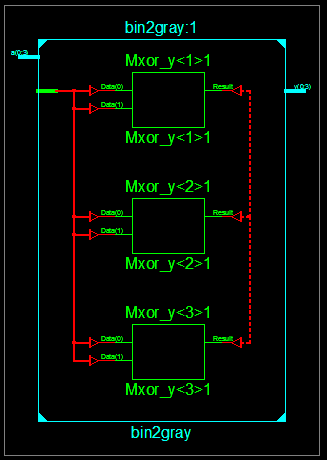 bin2gray:1
a(0:3)
y(0:3)
Mxor_y<1>1
Data(0)
Result
Data(1)
Mxor_y<1>1
Mxor_y<2>1
Data(0)
Result
Data(1)
Mxor_y<2>1
Mxor_y<3>1
Data(0)
Result
Data(1)
Mxor_y<3>1
bin2gray